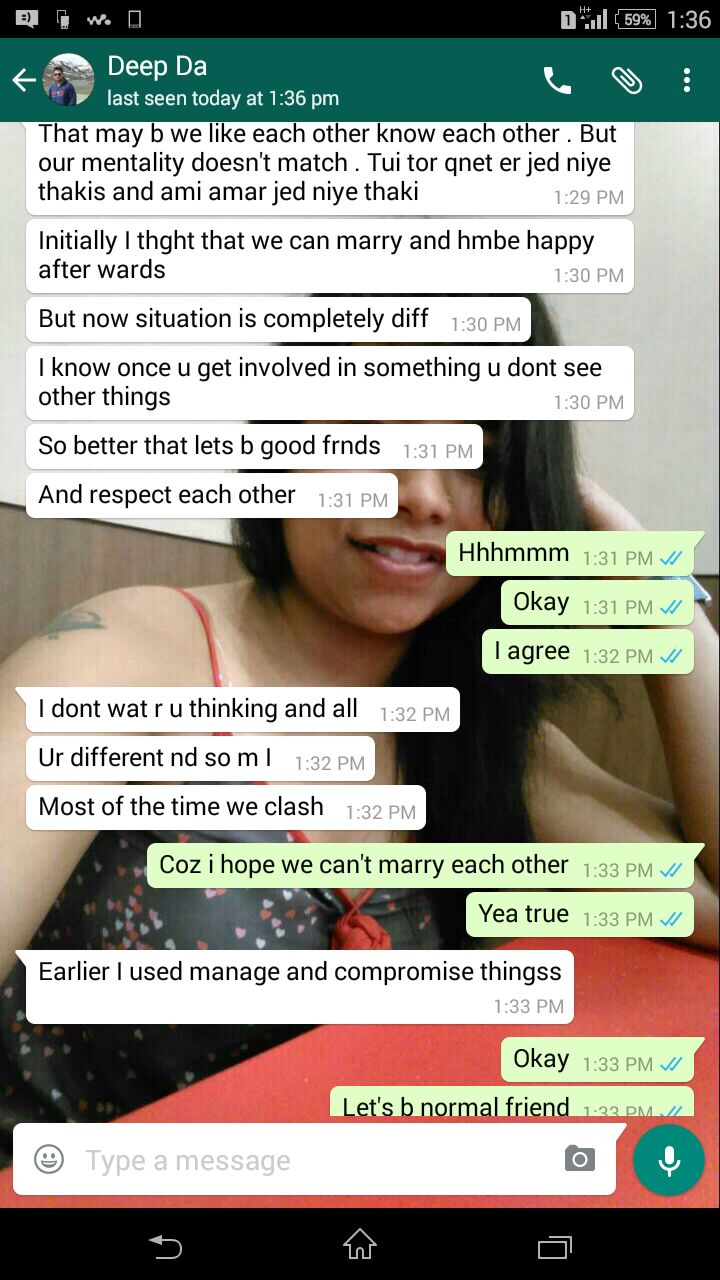 59%
1:36
Deep Da
last seen today at 1:36 pm
That may b we like each other know each other . But
our mentality doesn't match . Tui tor qnet er jed niye
thakis and ami amar jed niye thaki
1:29 PM
Initially I thght that we can marry and hmbe happy
after wards
1:30 PM
But now situation is completely diff 1:30 PM
I know once u get involved in something u dont see
other things
1:30 PM
So better that lets b good frnds 1:31 PM
And respect each other 1:31 PM
Hhhmmm 1:31 PM
Okay 1:31 PM
I agree 1:32 PM
I dont wat r u thinking and all 1:32 PM
Ur different nd so m I 1:32 PM
Most of the time we clash 1:32 PM
Coz i hope we can't marry each other 1:33 PM
Yea true 1:33 PM
Earlier I used manage and compromise thingss
1:33 PM
Okay 1:33 PM
Let's b normal friend 1:33 PM
Type a message